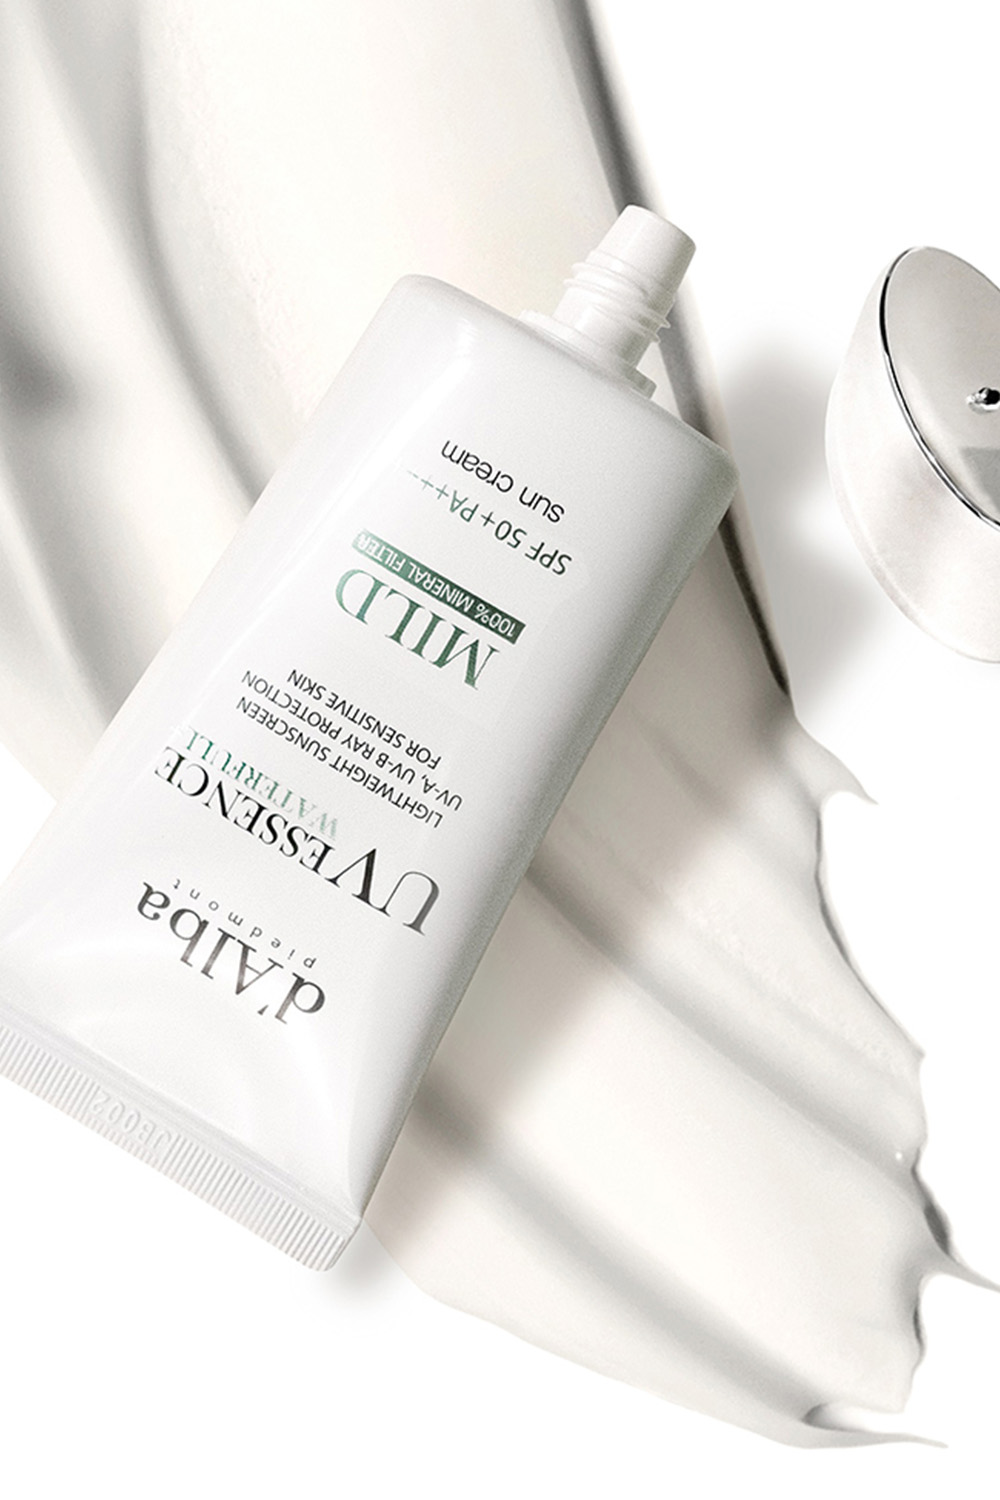 d'Alba
piedmont
UV ESSENCE
WATERFULL
LIGHTWEIGHT SUNSCREEN
UV-A, UV-B RAY PROTECTION
FOR SENSITIVE SKIN
MILD
100% MINERAL FILTER
SPF 50+ PA++++
sun cream
JB002